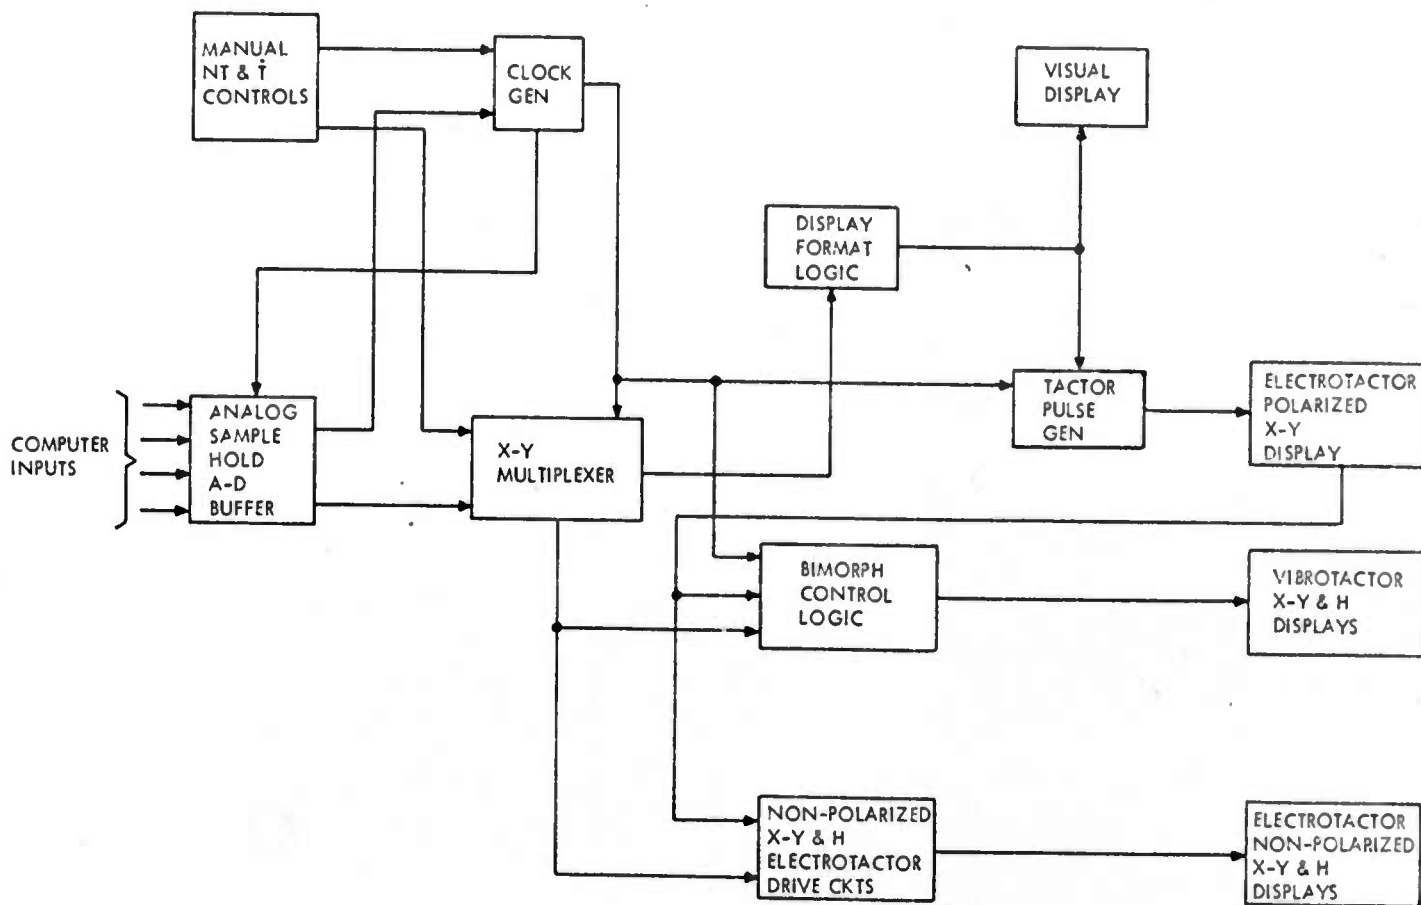 MANUAL
NT & Ṫ
CONTROLS
CLOCK
GEN
VISUAL
DISPLAY
DISPLAY
FORMAT
LOGIC
COMPUTER
INPUTS
ANALOG
SAMPLE
HOLD
A-D
BUFFER
X-Y
MULTIPLEXER
TACTOR
PULSE
GEN
ELECTROTACTOR
POLARIZED
X-Y
DISPLAY
BIMORPH
CONTROL
LOGIC
VIBROTACTOR
X-Y & H
DISPLAYS
NON-POLARIZED
X-Y & H
ELECTROTACTOR
DRIVE CKTS
ELECTROTACTOR
NON-POLARIZED
X-Y & H
DISPLAYS